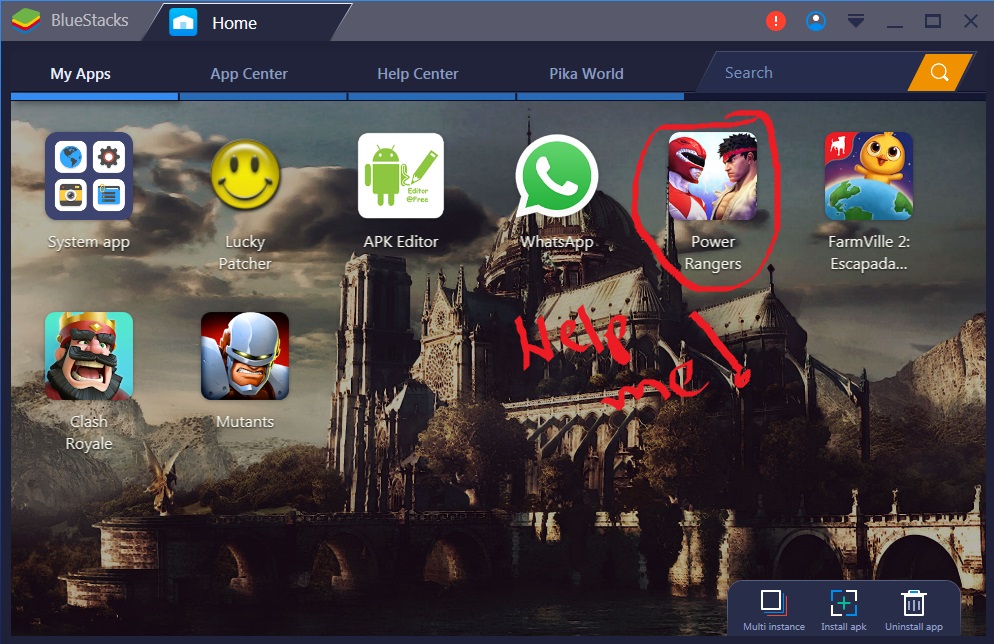 BlueStacks
Home
My Apps
App Center
Help Center
Pika World
Search
System app
Lucky
Patcher
Editor
@Free
APK Editor
WhatsApp
Power
Rangers
FarmVille 2:
Escapada...
Clash
Royale
Mutants
Help
me!
Multi instance
Install apk
Uninstall app